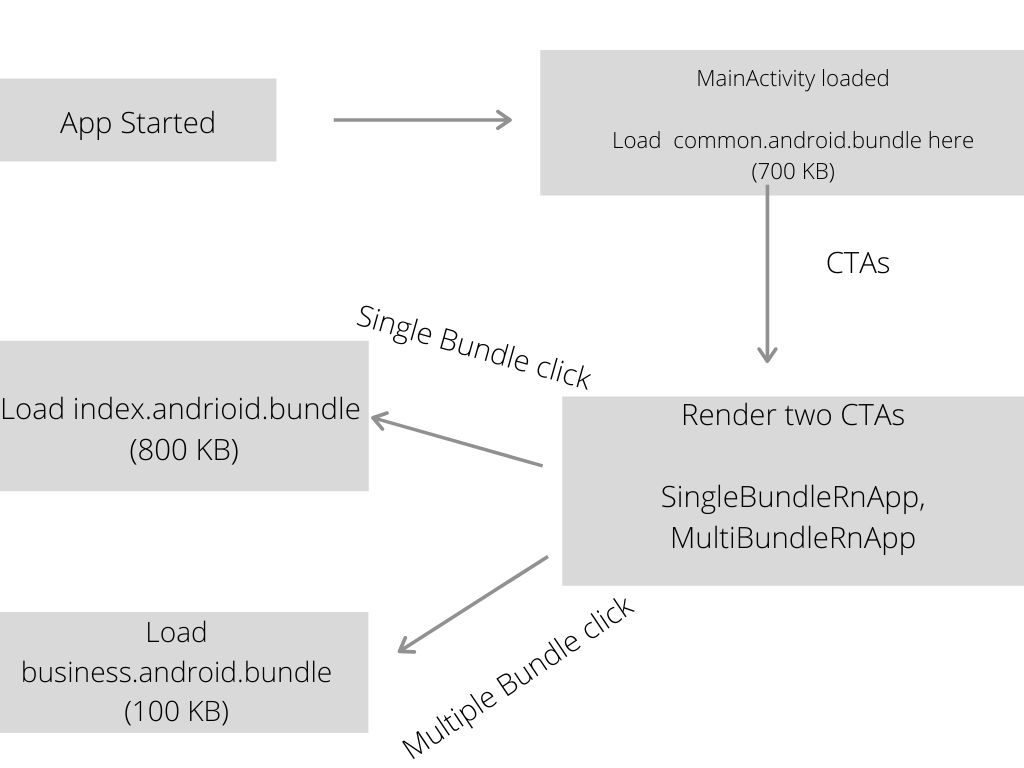 App Started
MainActivity loaded
Load common.android.bundle here
(700 KB)
CTAs
Single Bundle click
Load index.andrioid.bundle
(800 KB)
Render two CTAs
SingleBundleRnApp,
MultiBundleRnApp
Multiple Bundle click
Load
business.android.bundle
(100 KB)